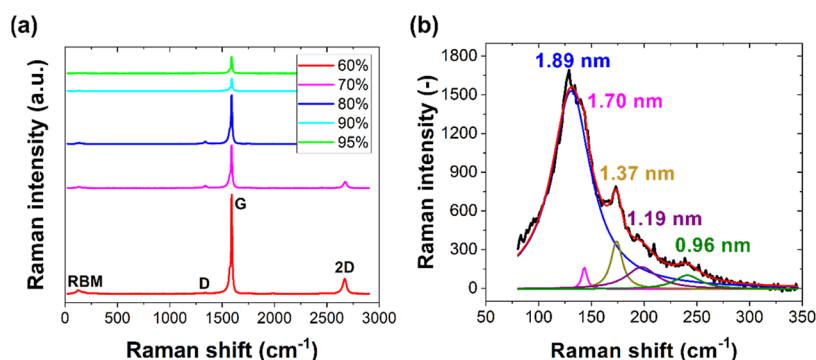 (a)
Raman intensity (a.u.)
60%
70%
80%
90%
95%
G
RBM
D
2D
0 500 1000 1500 2000 2500 3000
Raman shift (cm-1)
(b)
Raman intensity (-)
1800
1500
1200
900
600
300
0
1.89 nm
1.70 nm
1.37 nm
1.19 nm
0.96 nm
50 100 150 200 250 300 350
Raman shift (cm-1)